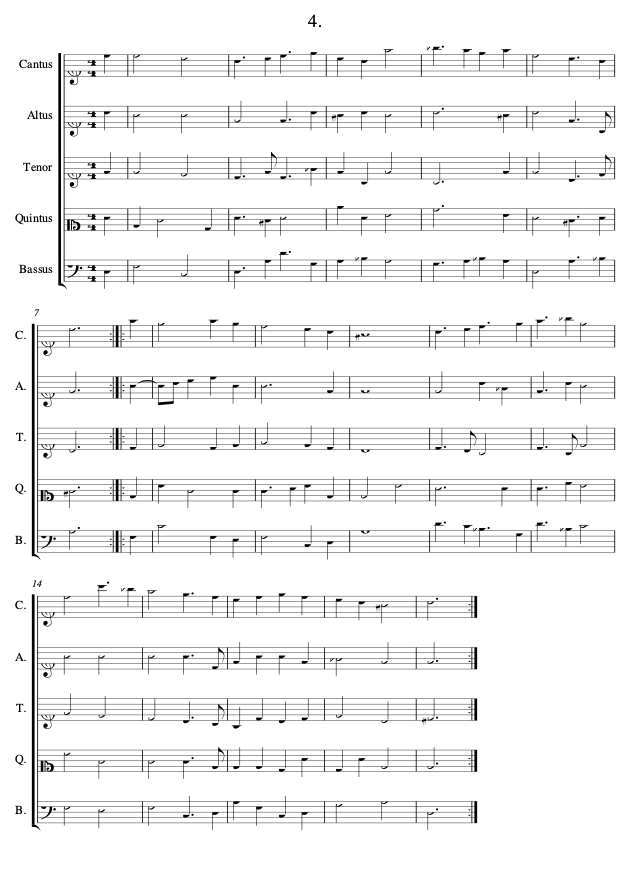 4.
Cantus
Altus
Tenor
Quintus
Bassus
7
C.
A.
T.
Q.
B.
14
C.
A.
T.
Q.
B.